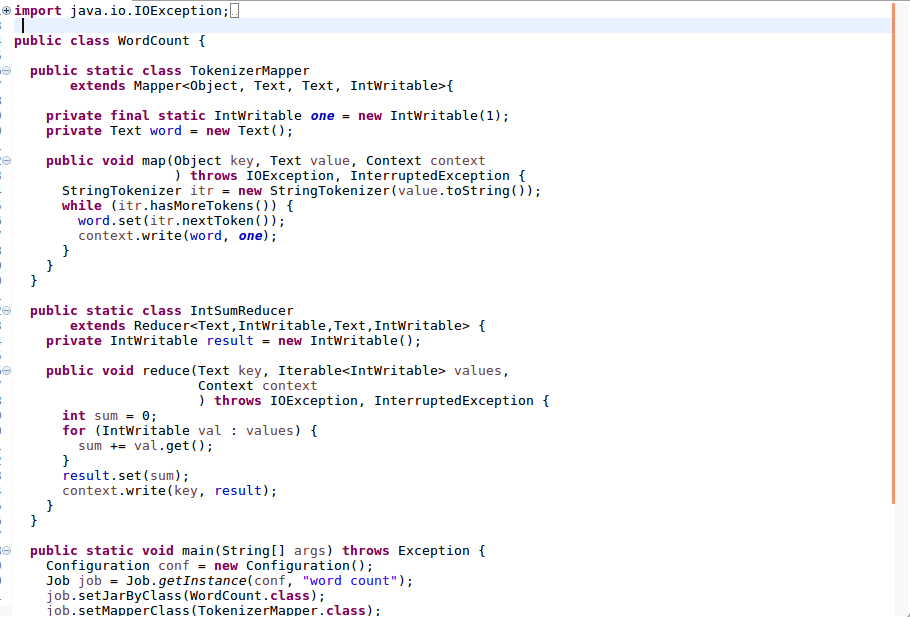 import java.io.IOException;
public class WordCount {
public static class TokenizerMapper
extends Mapper<Object, Text, Text, IntWritable>{
private final static IntWritable one = new IntWritable(1);
private Text word = new Text();
public void map(Object key, Text value, Context context
) throws IOException, InterruptedException {
StringTokenizer itr = new StringTokenizer(value.toString());
while (itr.hasMoreTokens()) {
word.set(itr.nextToken());
context.write(word, one);
}
}
}
public static class IntSumReducer
extends Reducer<Text,IntWritable,Text,IntWritable> {
private IntWritable result = new IntWritable();
public void reduce(Text key, Iterable<IntWritable> values,
Context context
) throws IOException, InterruptedException {
int sum = 0;
for (IntWritable val : values) {
sum += val.get();
}
result.set(sum);
context.write(key, result);
}
}
public static void main(String[] args) throws Exception {
Configuration conf = new Configuration();
Job job = Job.getInstance(conf, "word count");
job.setJarByClass(WordCount.class);
job.setMapperClass(TokenizerMapper.class);